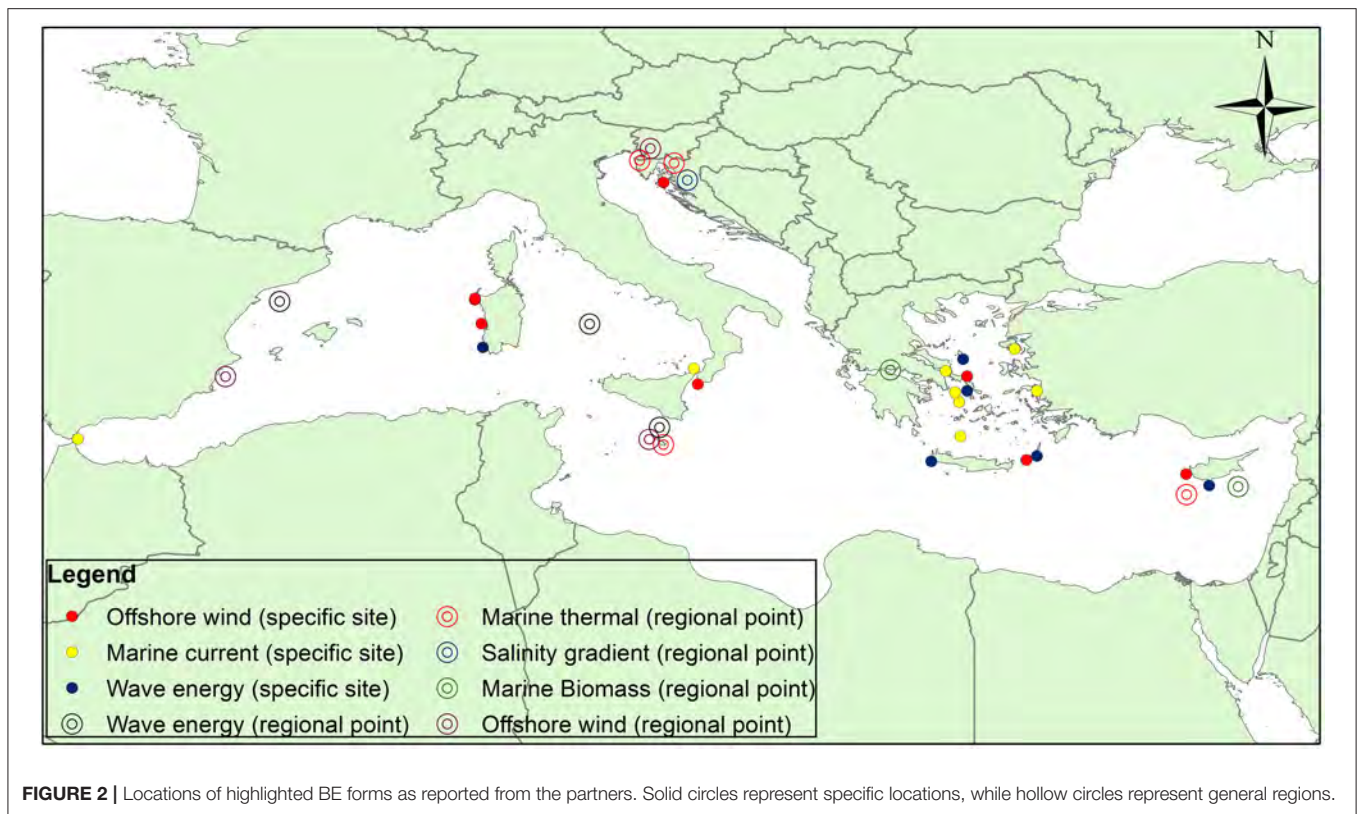 N
Legend
Offshore wind (specific site)
Marine current (specific site)
Wave energy (specific site)
Wave energy (regional point)
Marine thermal (regional point)
Salinity gradient (regional point)
Marine Biomass (regional point)
Offshore wind (regional point)
FIGURE 2 | Locations of highlighted BE forms as reported from the partners. Solid circles represent specific locations, while hollow circles represent general regions.